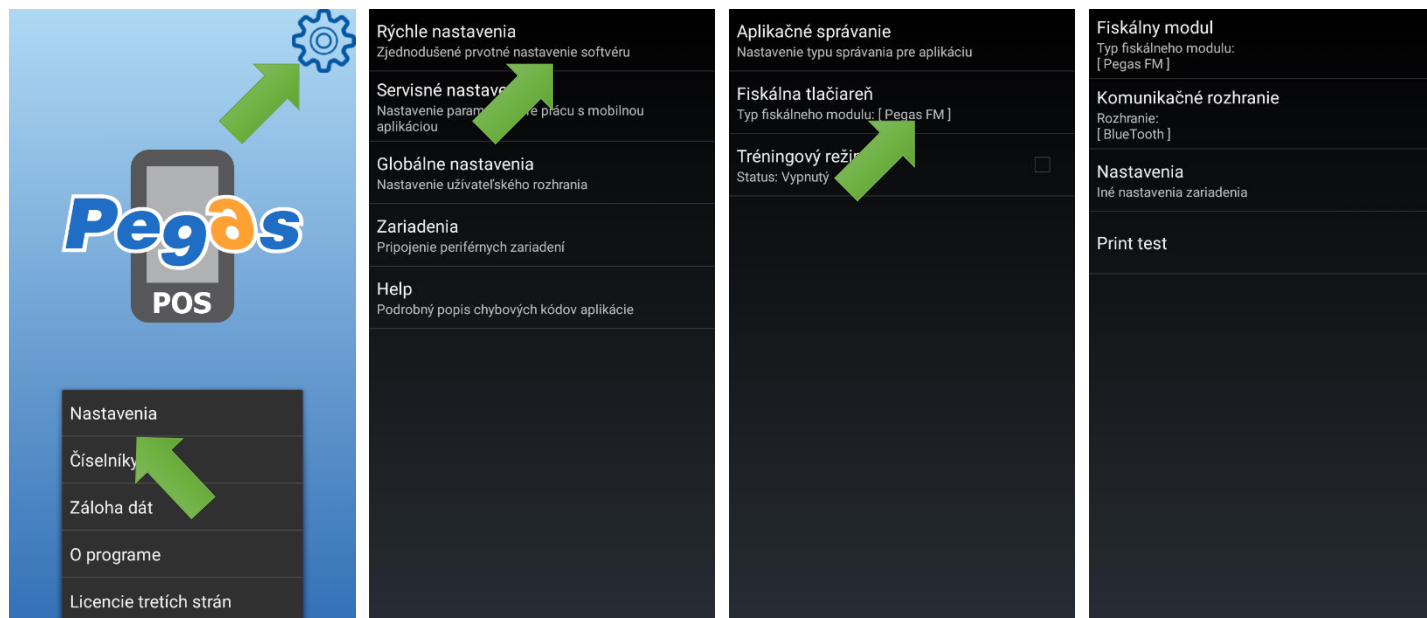 Pegas
POS
Nastavenia
Číselníky
Záloha dát
O programe
Licencie tretích strán
Rýchle nastavenia
Zjednodušené prvotné nastavenie softvéru
Servisné nastave
Nastavenie param re prácu s mobilnou
aplikáciou
Globálne nastavenia
Nastavenie užívateľského rozhrania
Zariadenia
Pripojenie periférnych zariadení
Help
Podrobný popis chybových kódov aplikácie
Aplikačné správanie
Nastavenie typu správania pre aplikáciu
Fiskálna tlačiareň
Typ fiskálneho modulu: [ Pegas FM ]
Tréningový reži
Status: Vypnutý
Fiskálny modul
Typ fiskálneho modulu:
[ Pegas FM ]
Komunikačné rozhranie
Rozhranie:
[ BlueTooth ]
Nastavenia
Iné nastavenia zariadenia
Print test